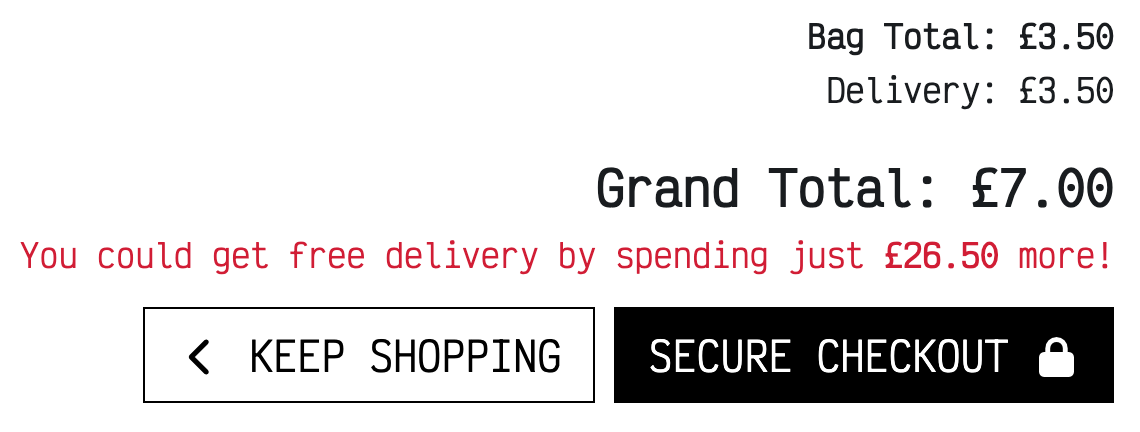 Bag Total: £3.50
Delivery: £3.50
Grand Total: £7.00
You could get free delivery by spending just £26.50 more!
KEEP SHOPPING
SECURE CHECKOUT